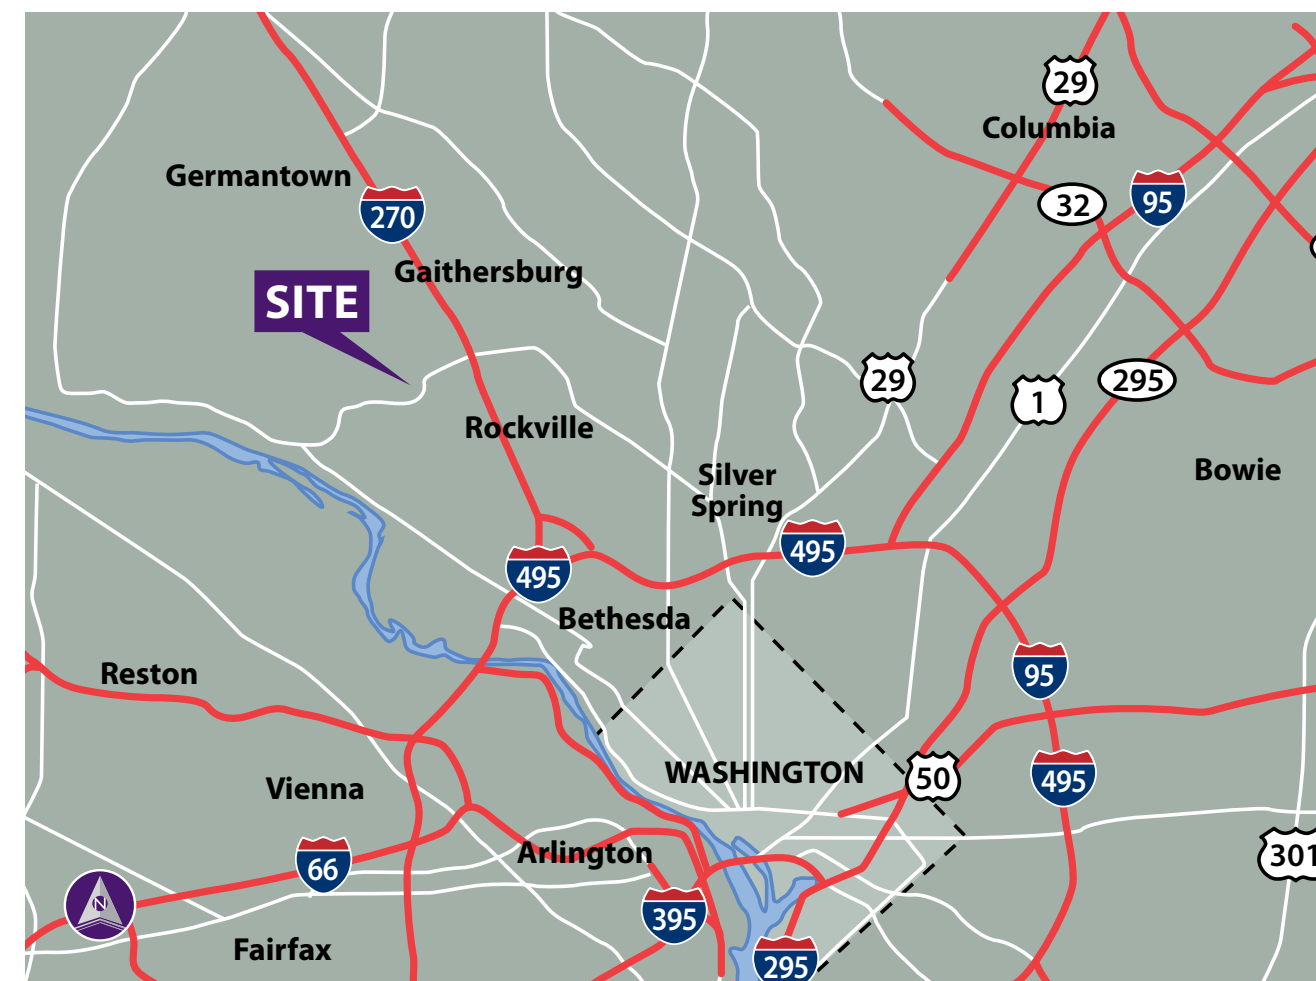 29
Columbia
Germantown
270
32
95
Gaithersburg
SITE
29
1
295
Rockville
Silver
Spring
Bowie
495
495
Bethesda
95
Reston
WASHINGTON
50
495
Vienna
66
Arlington
301
N
395
Fairfax
295